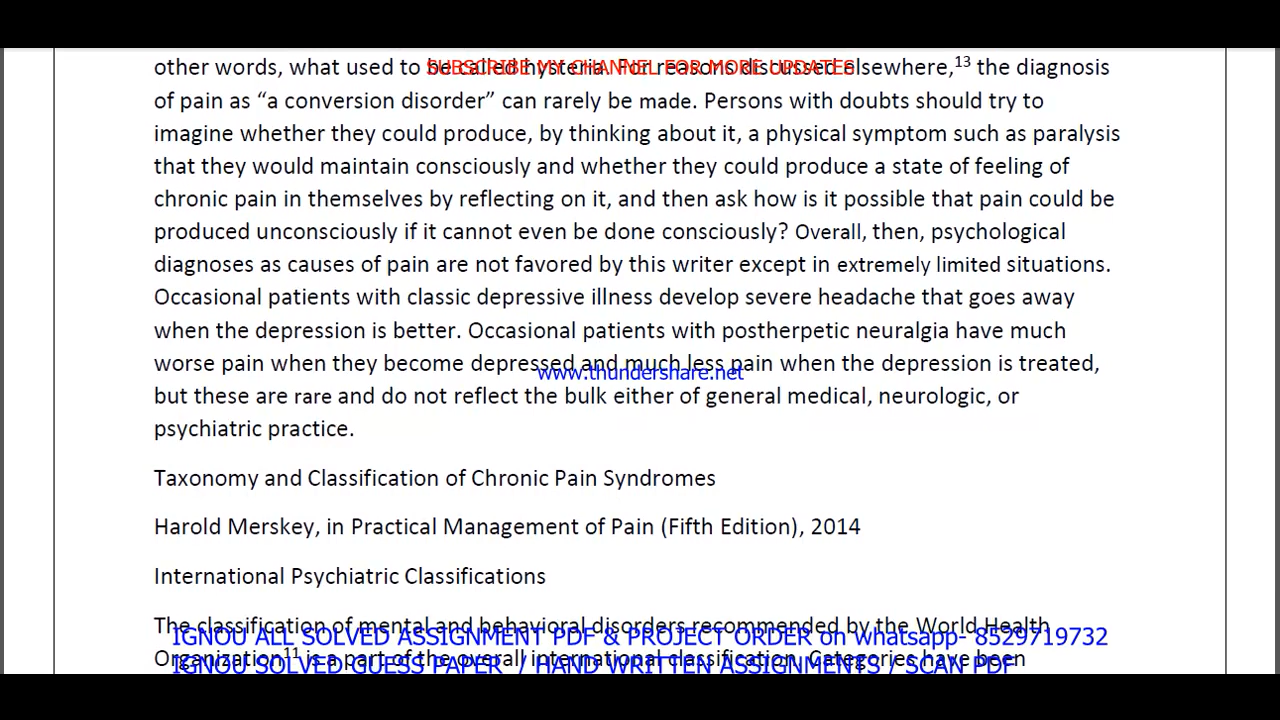 other words, what used to be called hysteria. For reasons discussed elsewhere,13 the diagnosis
SUBSCRIBE MY CHANNEL FOR MORE UPDATES
of pain as “a conversion disorder” can rarely be made. Persons with doubts should try to
imagine whether they could produce, by thinking about it, a physical symptom such as paralysis
that they would maintain consciously and whether they could produce a state of feeling of
chronic pain in themselves by reflecting on it, and then ask how is it possible that pain could be
produced unconsciously if it cannot even be done consciously? Overall, then, psychological
diagnoses as causes of pain are not favored by this writer except in extremely limited situations.
Occasional patients with classic depressive illness develop severe headache that goes away
when the depression is better. Occasional patients with postherpetic neuralgia have much
worse pain when they become depressed and much less pain when the depression is treated,
www.thundershare.net
but these are rare and do not reflect the bulk either of general medical, neurologic, or
psychiatric practice.
Taxonomy and Classification of Chronic Pain Syndromes
Harold Merskey, in Practical Management of Pain (Fifth Edition), 2014
International Psychiatric Classifications
The classification of mental and behavioral disorders recommended by the World Health
IGNOU ALL SOLVED ASSIGNMENT PDF & PROJECT ORDER on whatsapp- 8529719732
Organization11 is a part of the overall international classification. Categories have been
IGNOU SOLVED GUESS PAPER / HAND WRITTEN ASSIGNMENTS / SCAN PDF